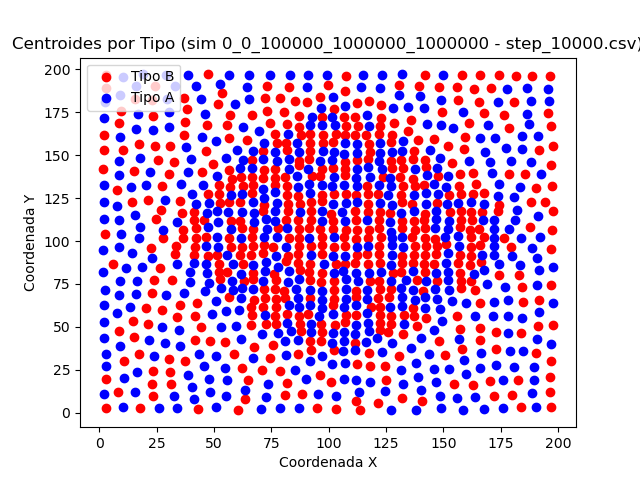 Centroides por Tipo (sim 0_0_100000_1000000_1000000 - step_10000.csv)
Tipo B
Tipo A
200
175
150
125
100
75
50
25
0
Coordenada Y
0 25 50 75 100 125 150 175 200
Coordenada X